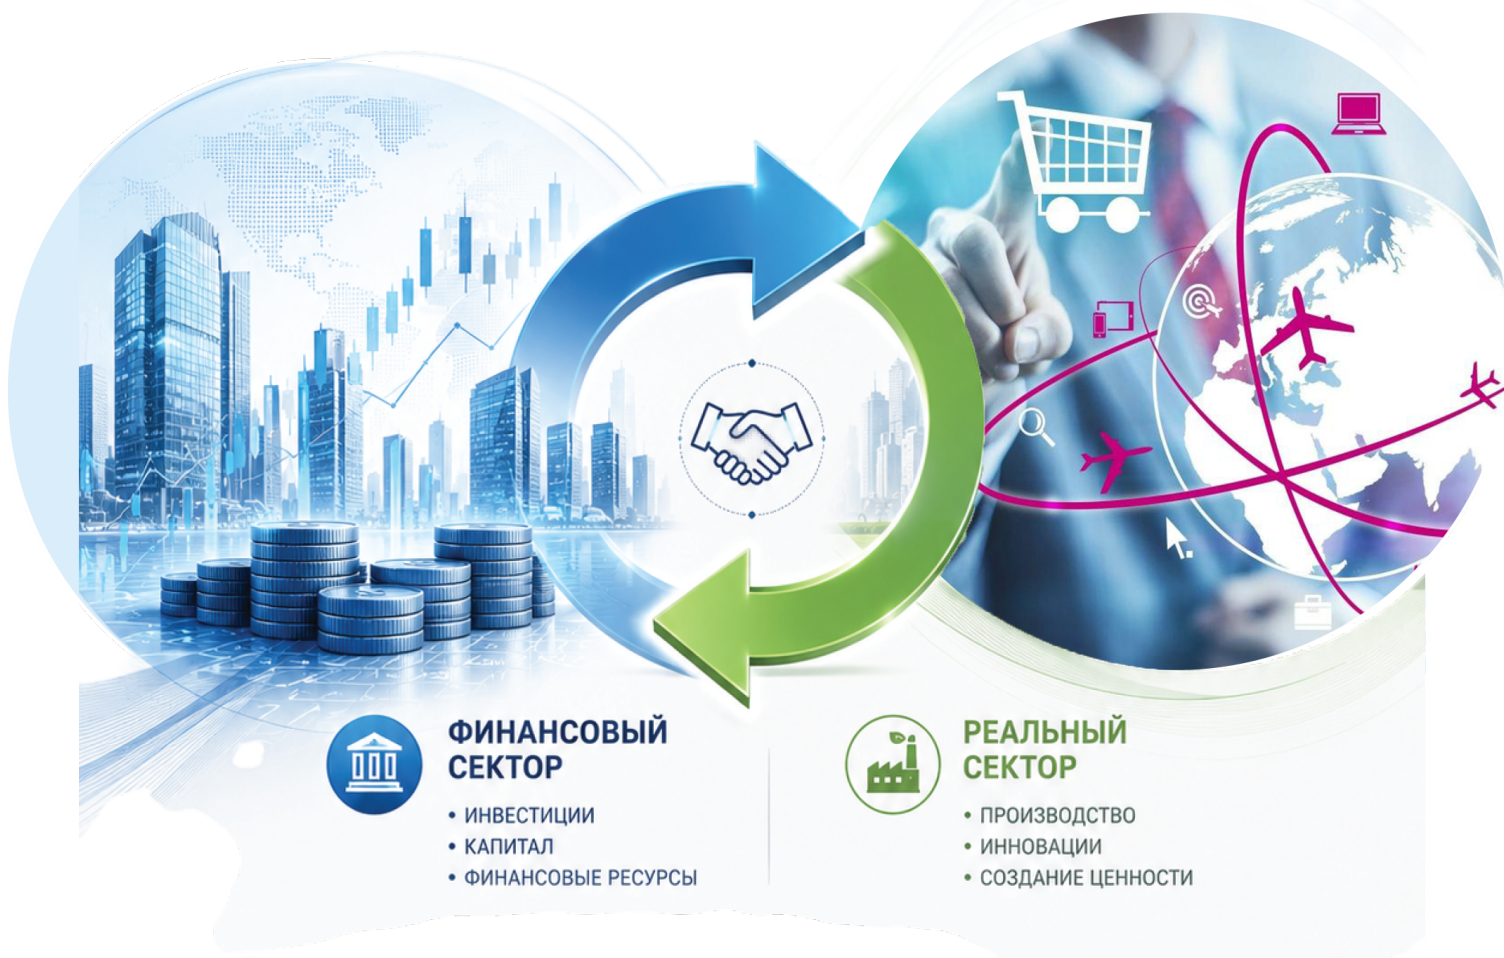 ФИНАНСОВЫЙ
СЕКТОР
• ИНВЕСТИЦИИ
• КАПИТАЛ
• ФИНАНСОВЫЕ РЕСУРСЫ
РЕАЛЬНЫЙ
СЕКТОР
• ПРОИЗВОДСТВО
• ИННОВАЦИИ
• СОЗДАНИЕ ЦЕННОСТИ